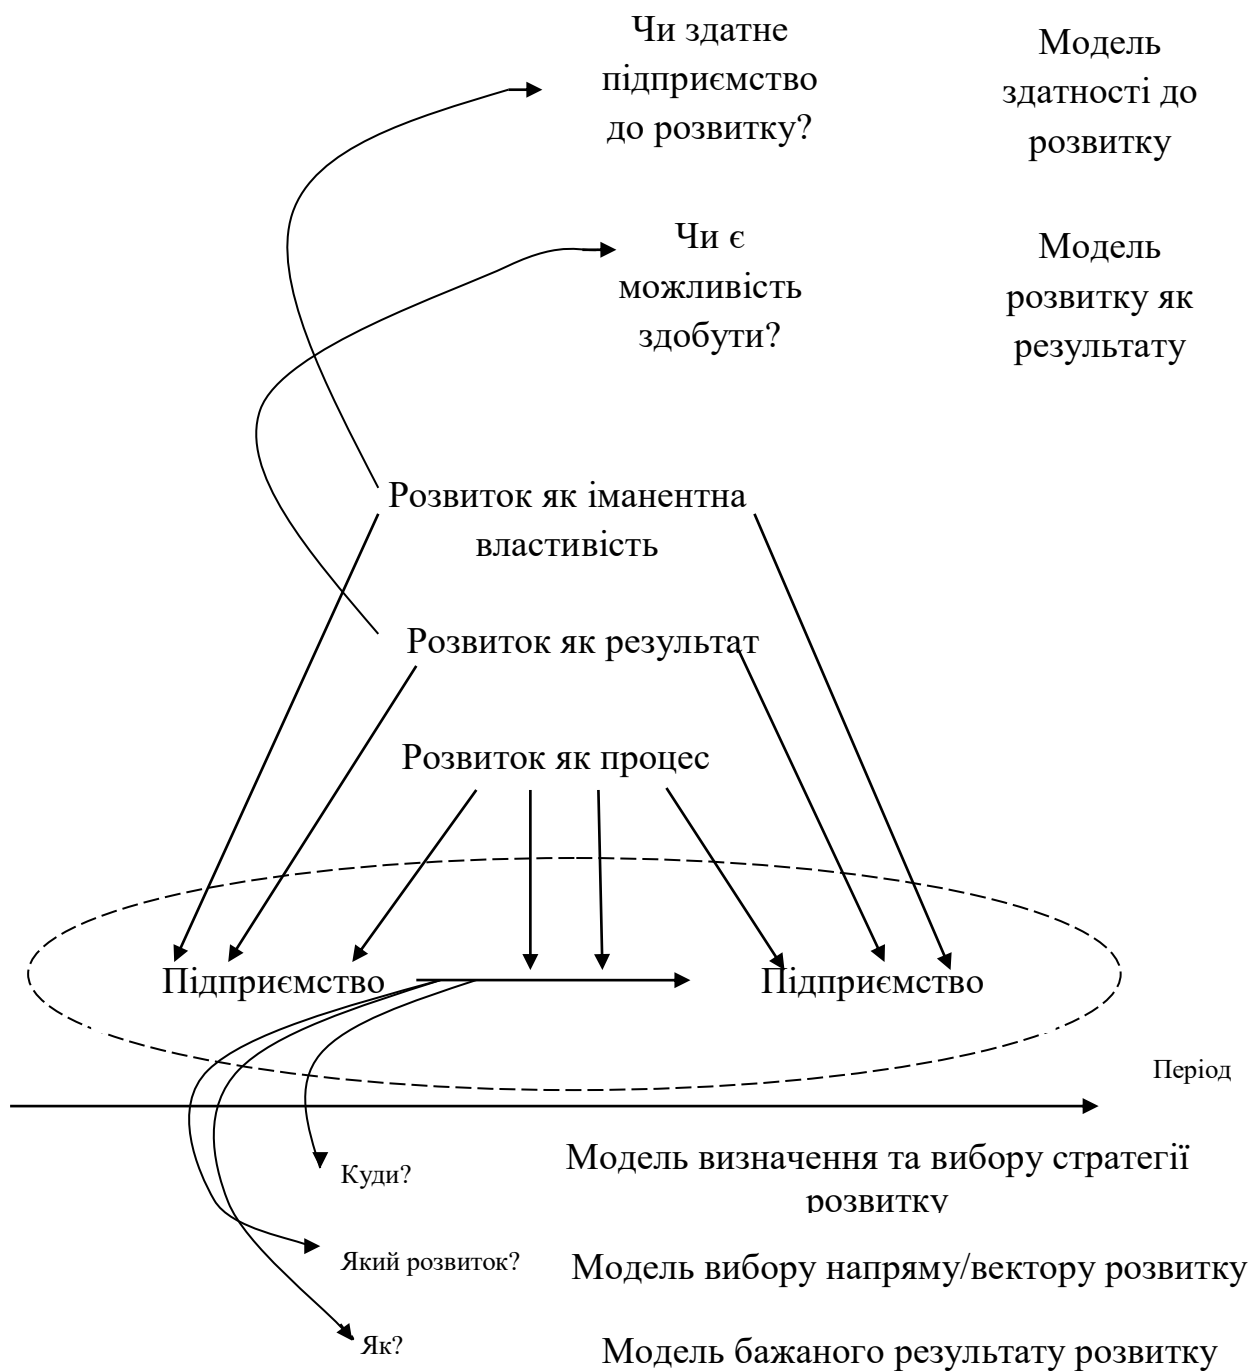 Чи здатне
підприємство
до розвитку?
Модель
здатності до
розвитку
Чи є
можливість
здобути?
Модель
розвитку як
результату
Розвиток як іманентна
властивість
Розвиток як результат
Розвиток як процес
Підприємство
Підприємство
Період
Куди?
Модель визначення та вибору стратегії
розвитку
Який розвиток?
Модель вибору напряму/вектору розвитку
Як?
Модель бажаного результату розвитку